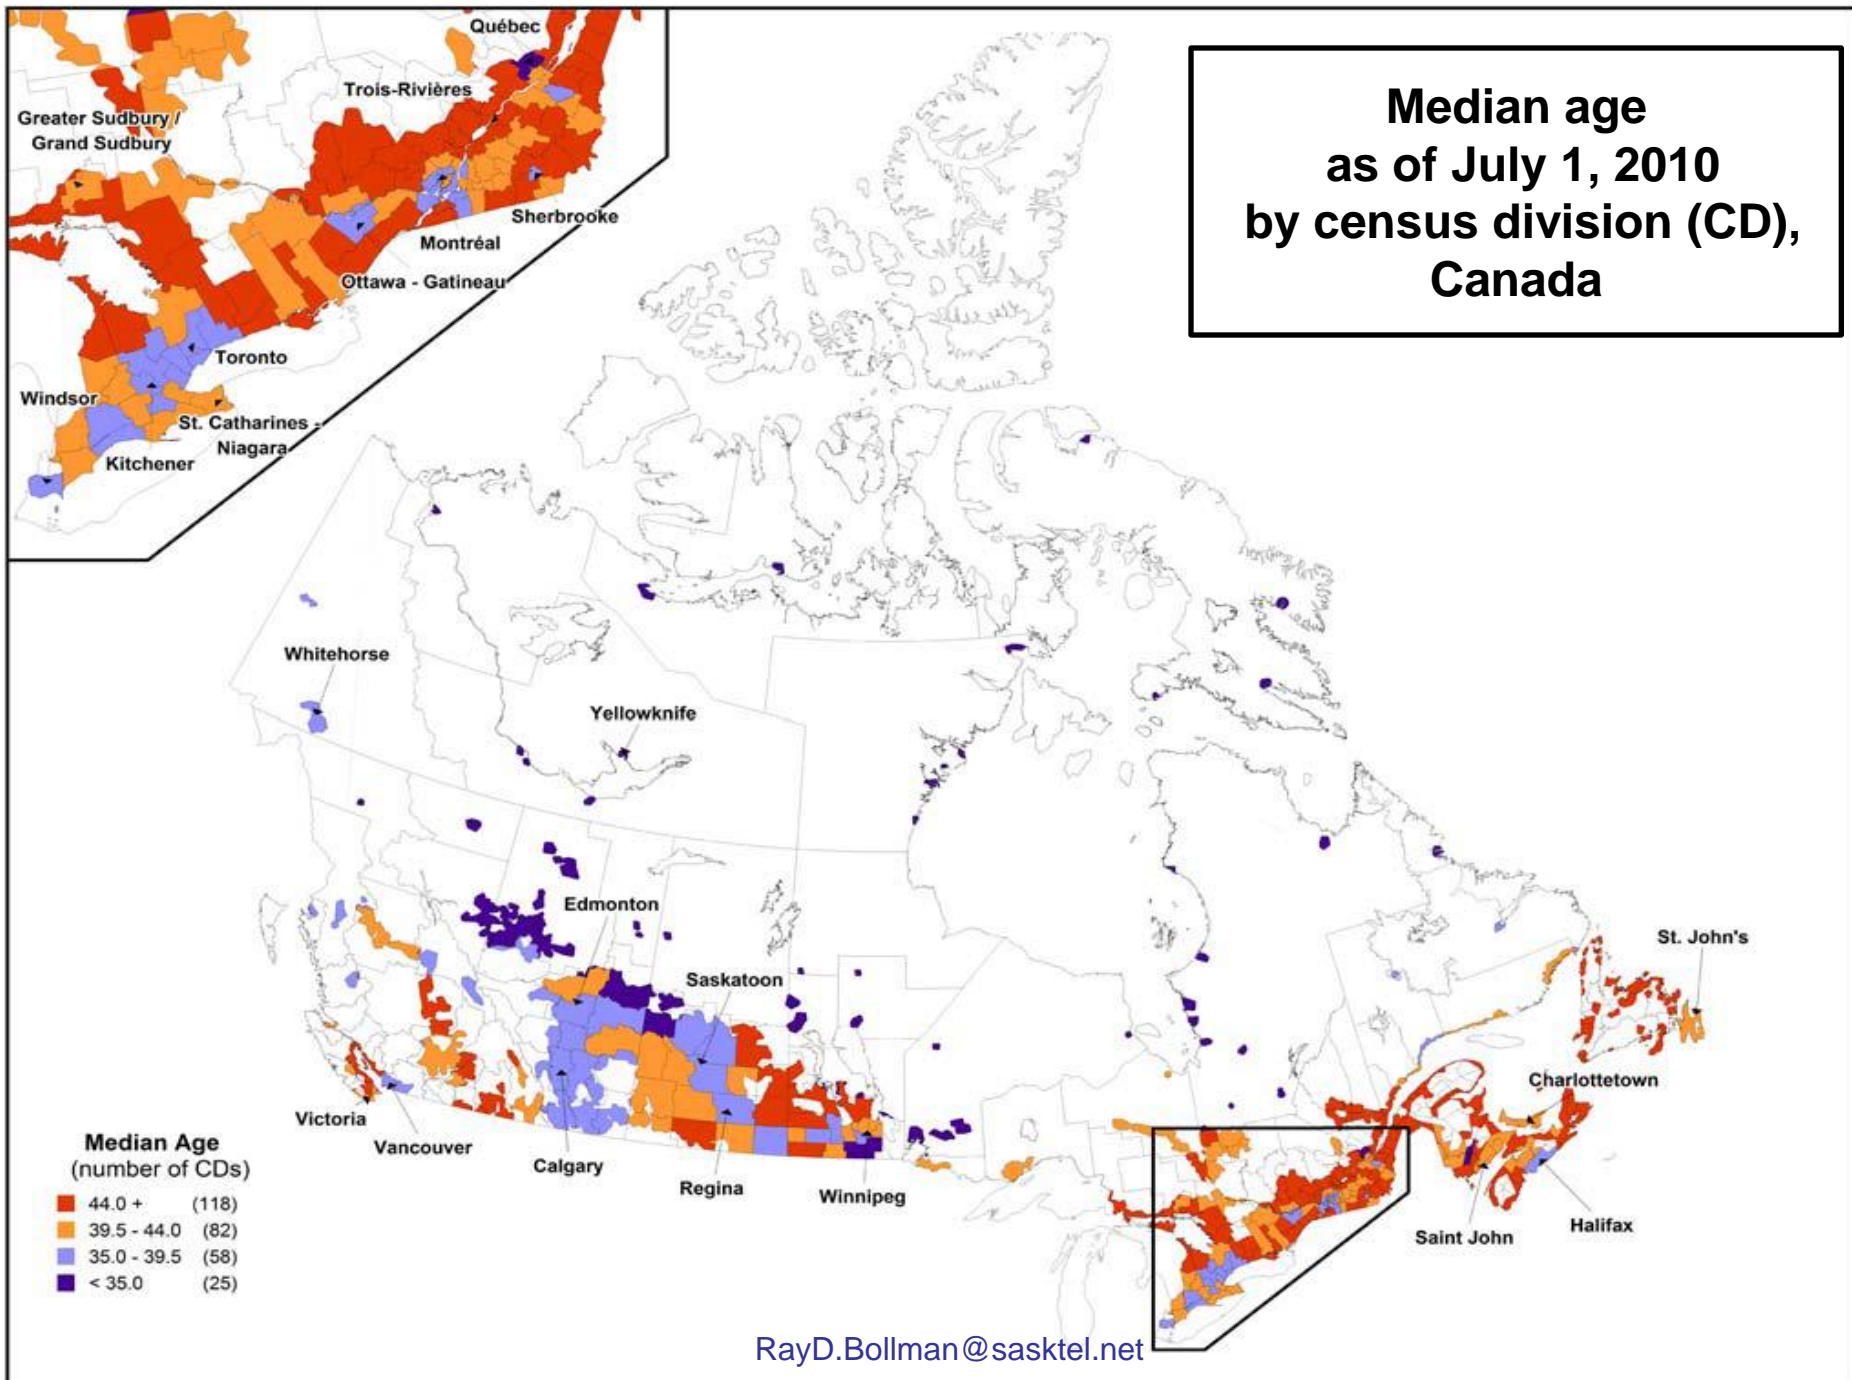 Québec
Trois-Rivières
Greater Sudbury /
Grand Sudbury
Sherbrooke
Montréal
Ottawa - Gatineau
Toronto
Windsor
St. Catharines -
Niagara
Kitchener
Median age
as of July 1, 2010
by census division (CD),
Canada
Whitehorse
Yellowknife
Edmonton
Saskatoon
St. John's
Charlottetown
Victoria
Vancouver
Calgary
Regina
Winnipeg
Saint John
Halifax
Median Age
(number of CDs)
44.0 + (118)
39.5 - 44.0 (82)
35.0 - 39.5 (58)
< 35.0 (25)
RayD.Bollman@sasktel.net